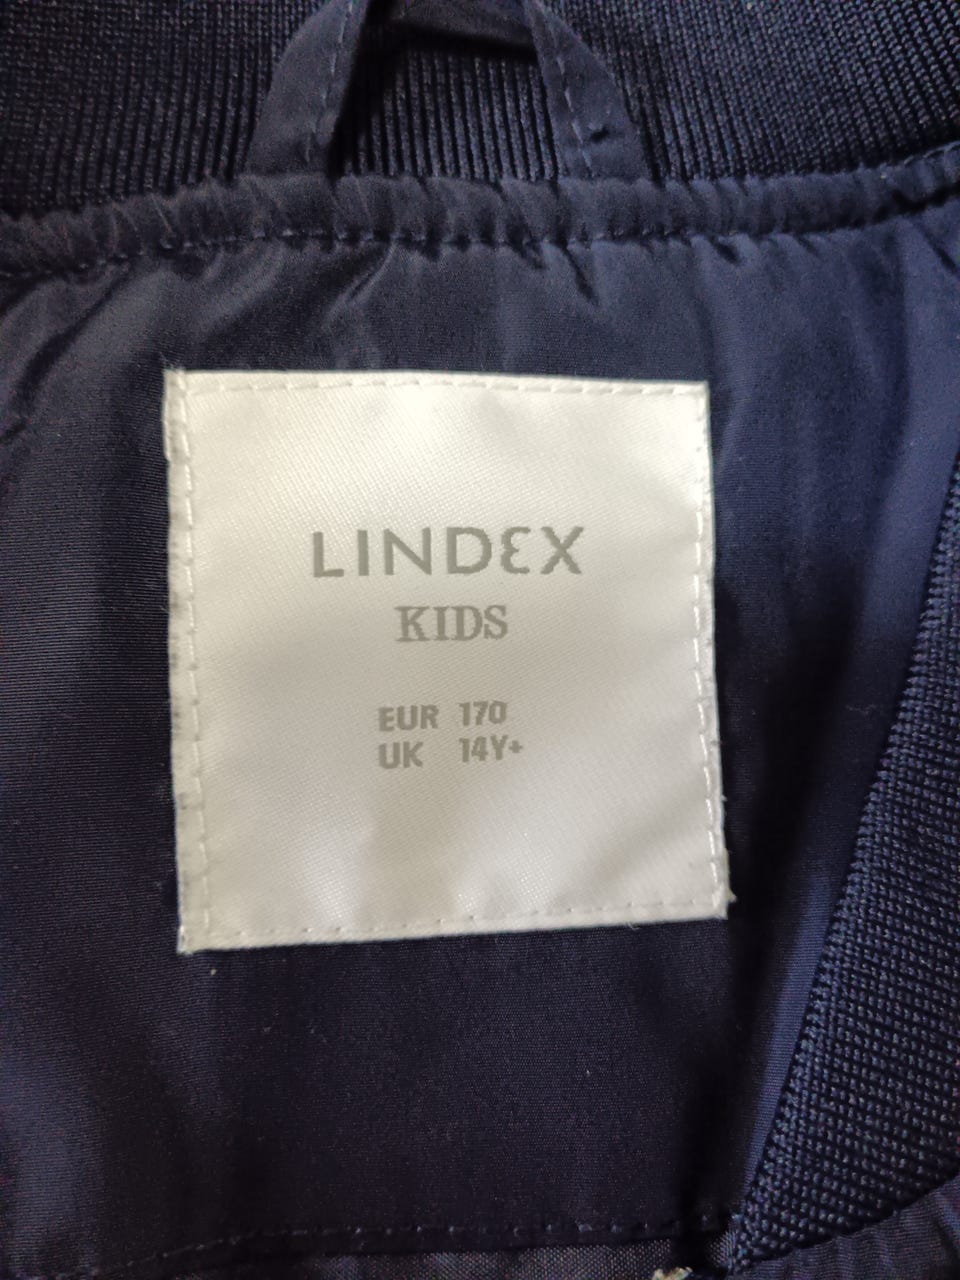 LINDEX
KIDS
EUR 170
UK 14Y+